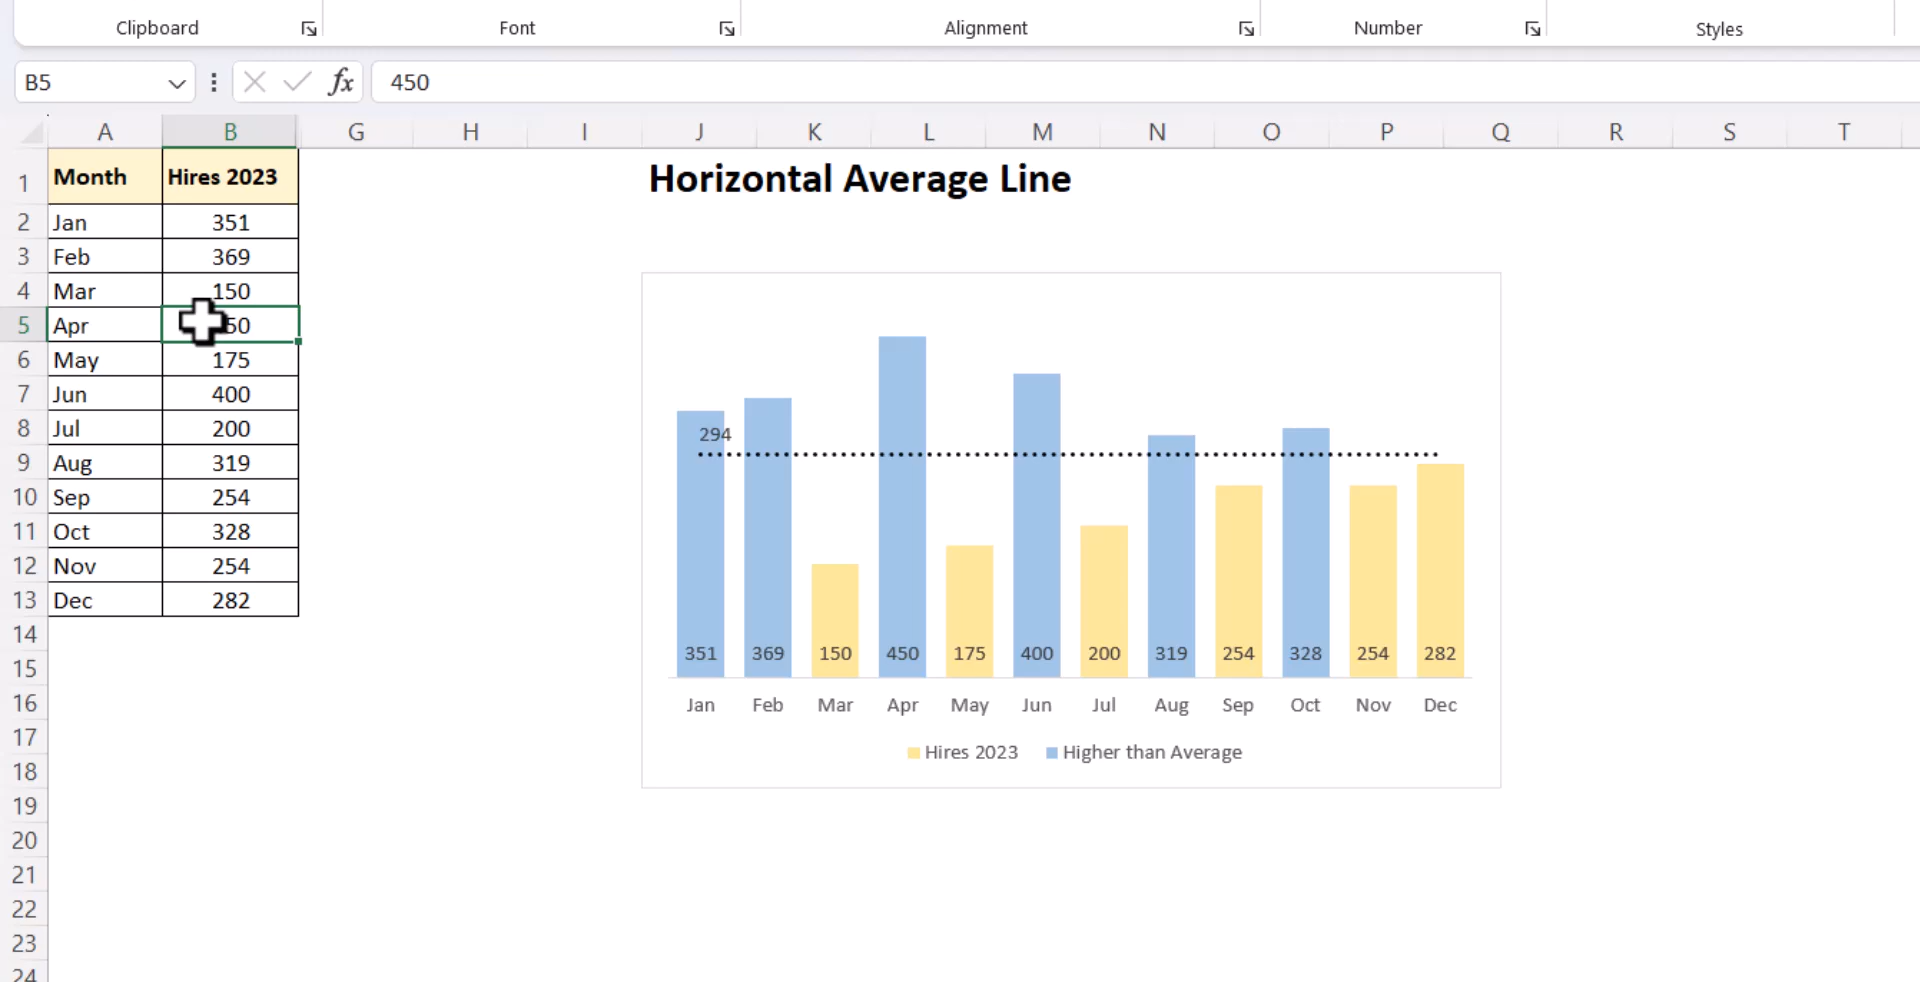 Clipboard Font Alignment Number Styles
B5 fx 450
A B G H I J K L M N O P Q R S T
1 Month Hires 2023 Horizontal Average Line
2 Jan 351
3 Feb 369
4 Mar 150
5 Apr 50
6 May 175
7 Jun 400
8 Jul 200
9 Aug 319
10 Sep 254
11 Oct 328
12 Nov 254
13 Dec 282
14
15
16
17
18
19
20
21
22
23
24
294
351 369 150 450 175 400 200 319 254 328 254 282
Jan Feb Mar Apr May Jun Jul Aug Sep Oct Nov Dec
Hires 2023 Higher than Average